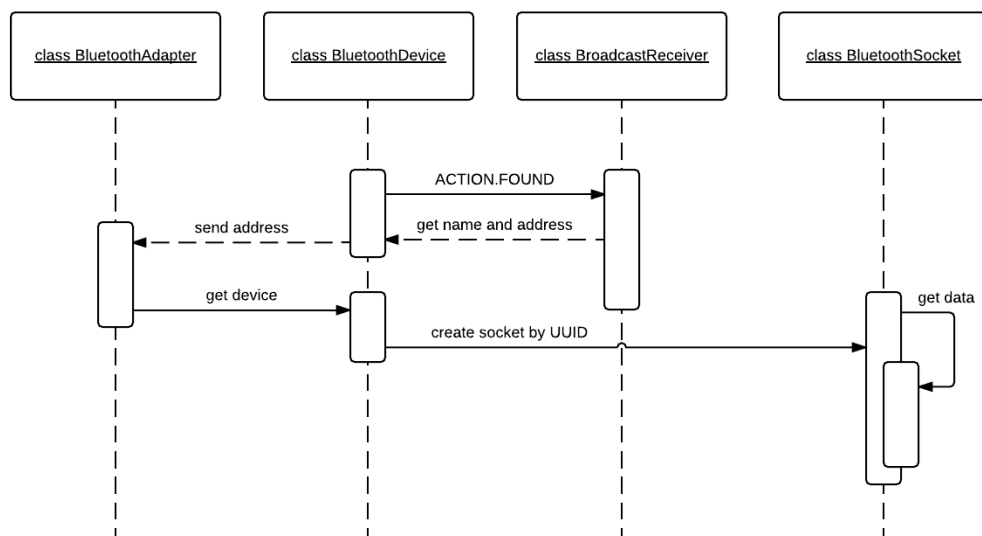 class BluetoothAdapter
class BluetoothDevice
class BroadcastReceiver
class BluetoothSocket
ACTION.FOUND
send address
get name and address
get device
get data
create socket by UUID